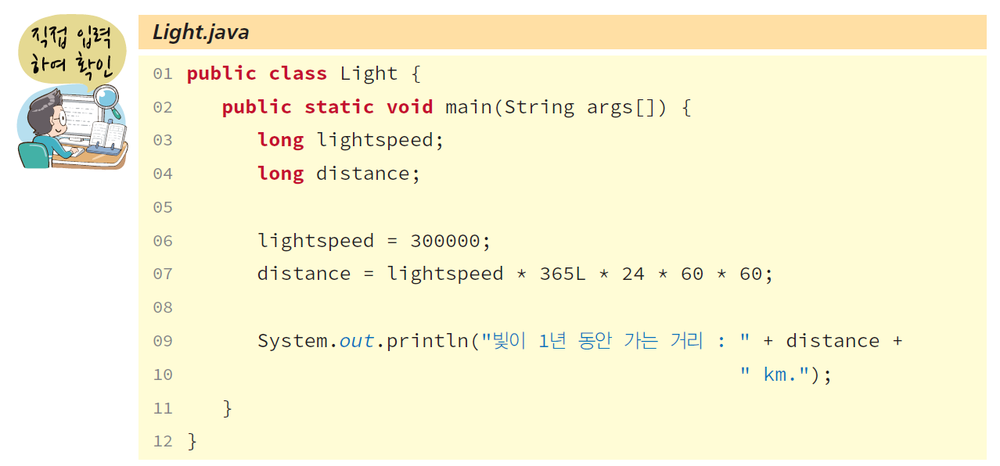 직접 입력
하여 확인
Light.java
01 public class Light {
02 public static void main(String args[]) {
03 long lightspeed;
04 long distance;
05
06 lightspeed = 300000;
07 distance = lightspeed * 365L * 24 * 60 * 60;
08
09 System.out.println("빛이 1년 동안 가는 거리 : " + distance +
10 " km.");
11 }
12 }